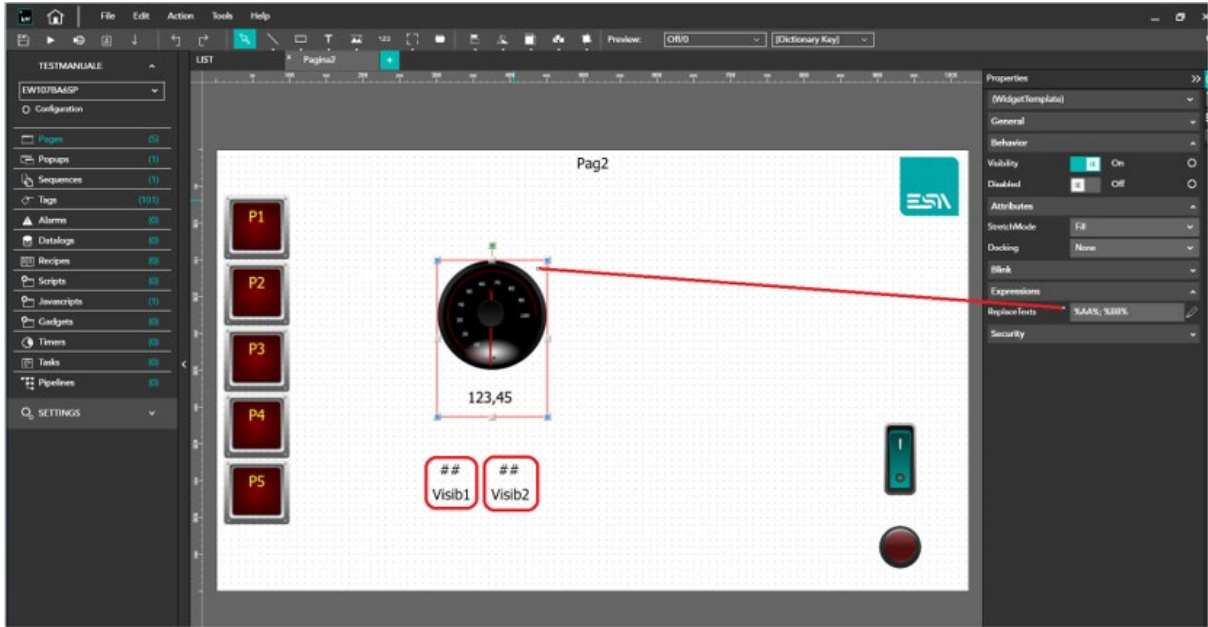 File Edit Action Tools Help
Preview: Off/0 [Dictionary Key]
TESTMANUALE
EW107BA6SP
Configuration
Pages (5)
Popups (1)
Sequences (1)
Tags (101)
Alarms (0)
Datalogs (0)
Recipes (0)
Scripts (0)
Javascripts (1)
Gadgets (0)
Timers (0)
Tasks (0)
Pipelines (0)
SETTINGS
LIST Pagina2
Pag2
ESA
P1
P2
P3
P4
P5
123,45
## ##
Visib1 Visib2
Properties
(WidgetTemplate)
General
Behavior
Visibility On
Disabled Off
Attributes
StretchMode Fill
Docking None
Blink
Expressions
ReplaceTexts %AA%; %BB%
Security